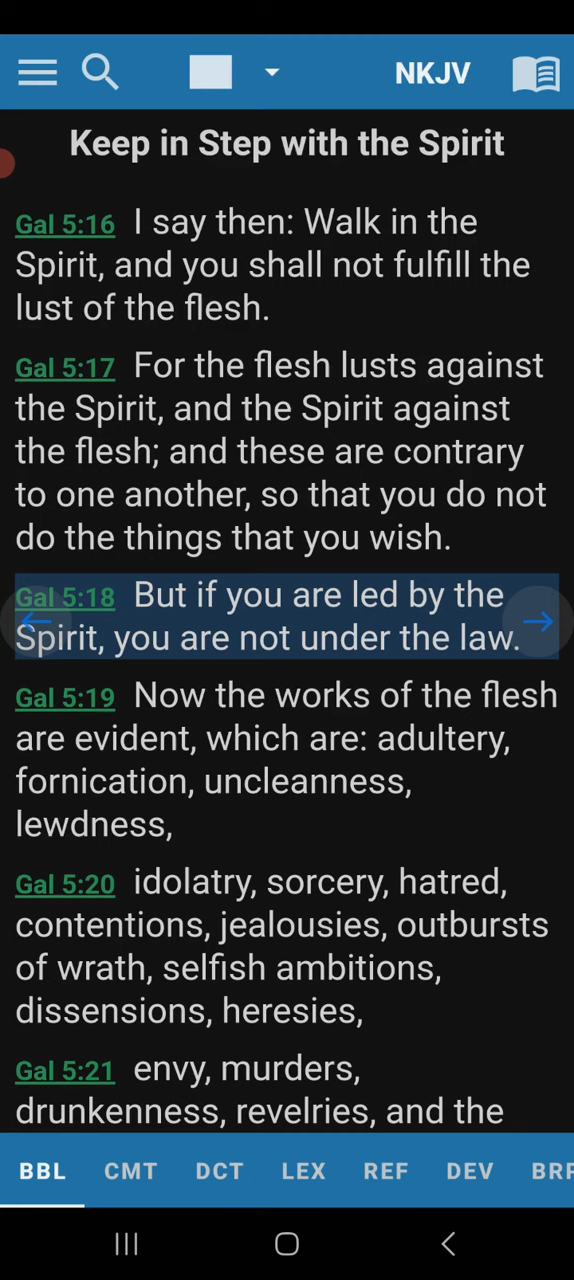 NKJV
Keep in Step with the Spirit
Gal 5:16 I say then: Walk in the
Spirit, and you shall not fulfill the
lust of the flesh.
Gal 5:17 For the flesh lusts against
the Spirit, and the Spirit against
the flesh; and these are contrary
to one another, so that you do not
do the things that you wish.
Gal 5:18 But if you are led by the
Spirit, you are not under the law.
Gal 5:19 Now the works of the flesh
are evident, which are: adultery,
fornication, uncleanness,
lewdness,
Gal 5:20 idolatry, sorcery, hatred,
contentions, jealousies, outbursts
of wrath, selfish ambitions,
dissensions, heresies,
Gal 5:21 envy, murders,
drunkenness, revelries, and the
BBL CMT DCT LEX REF DEV BRP